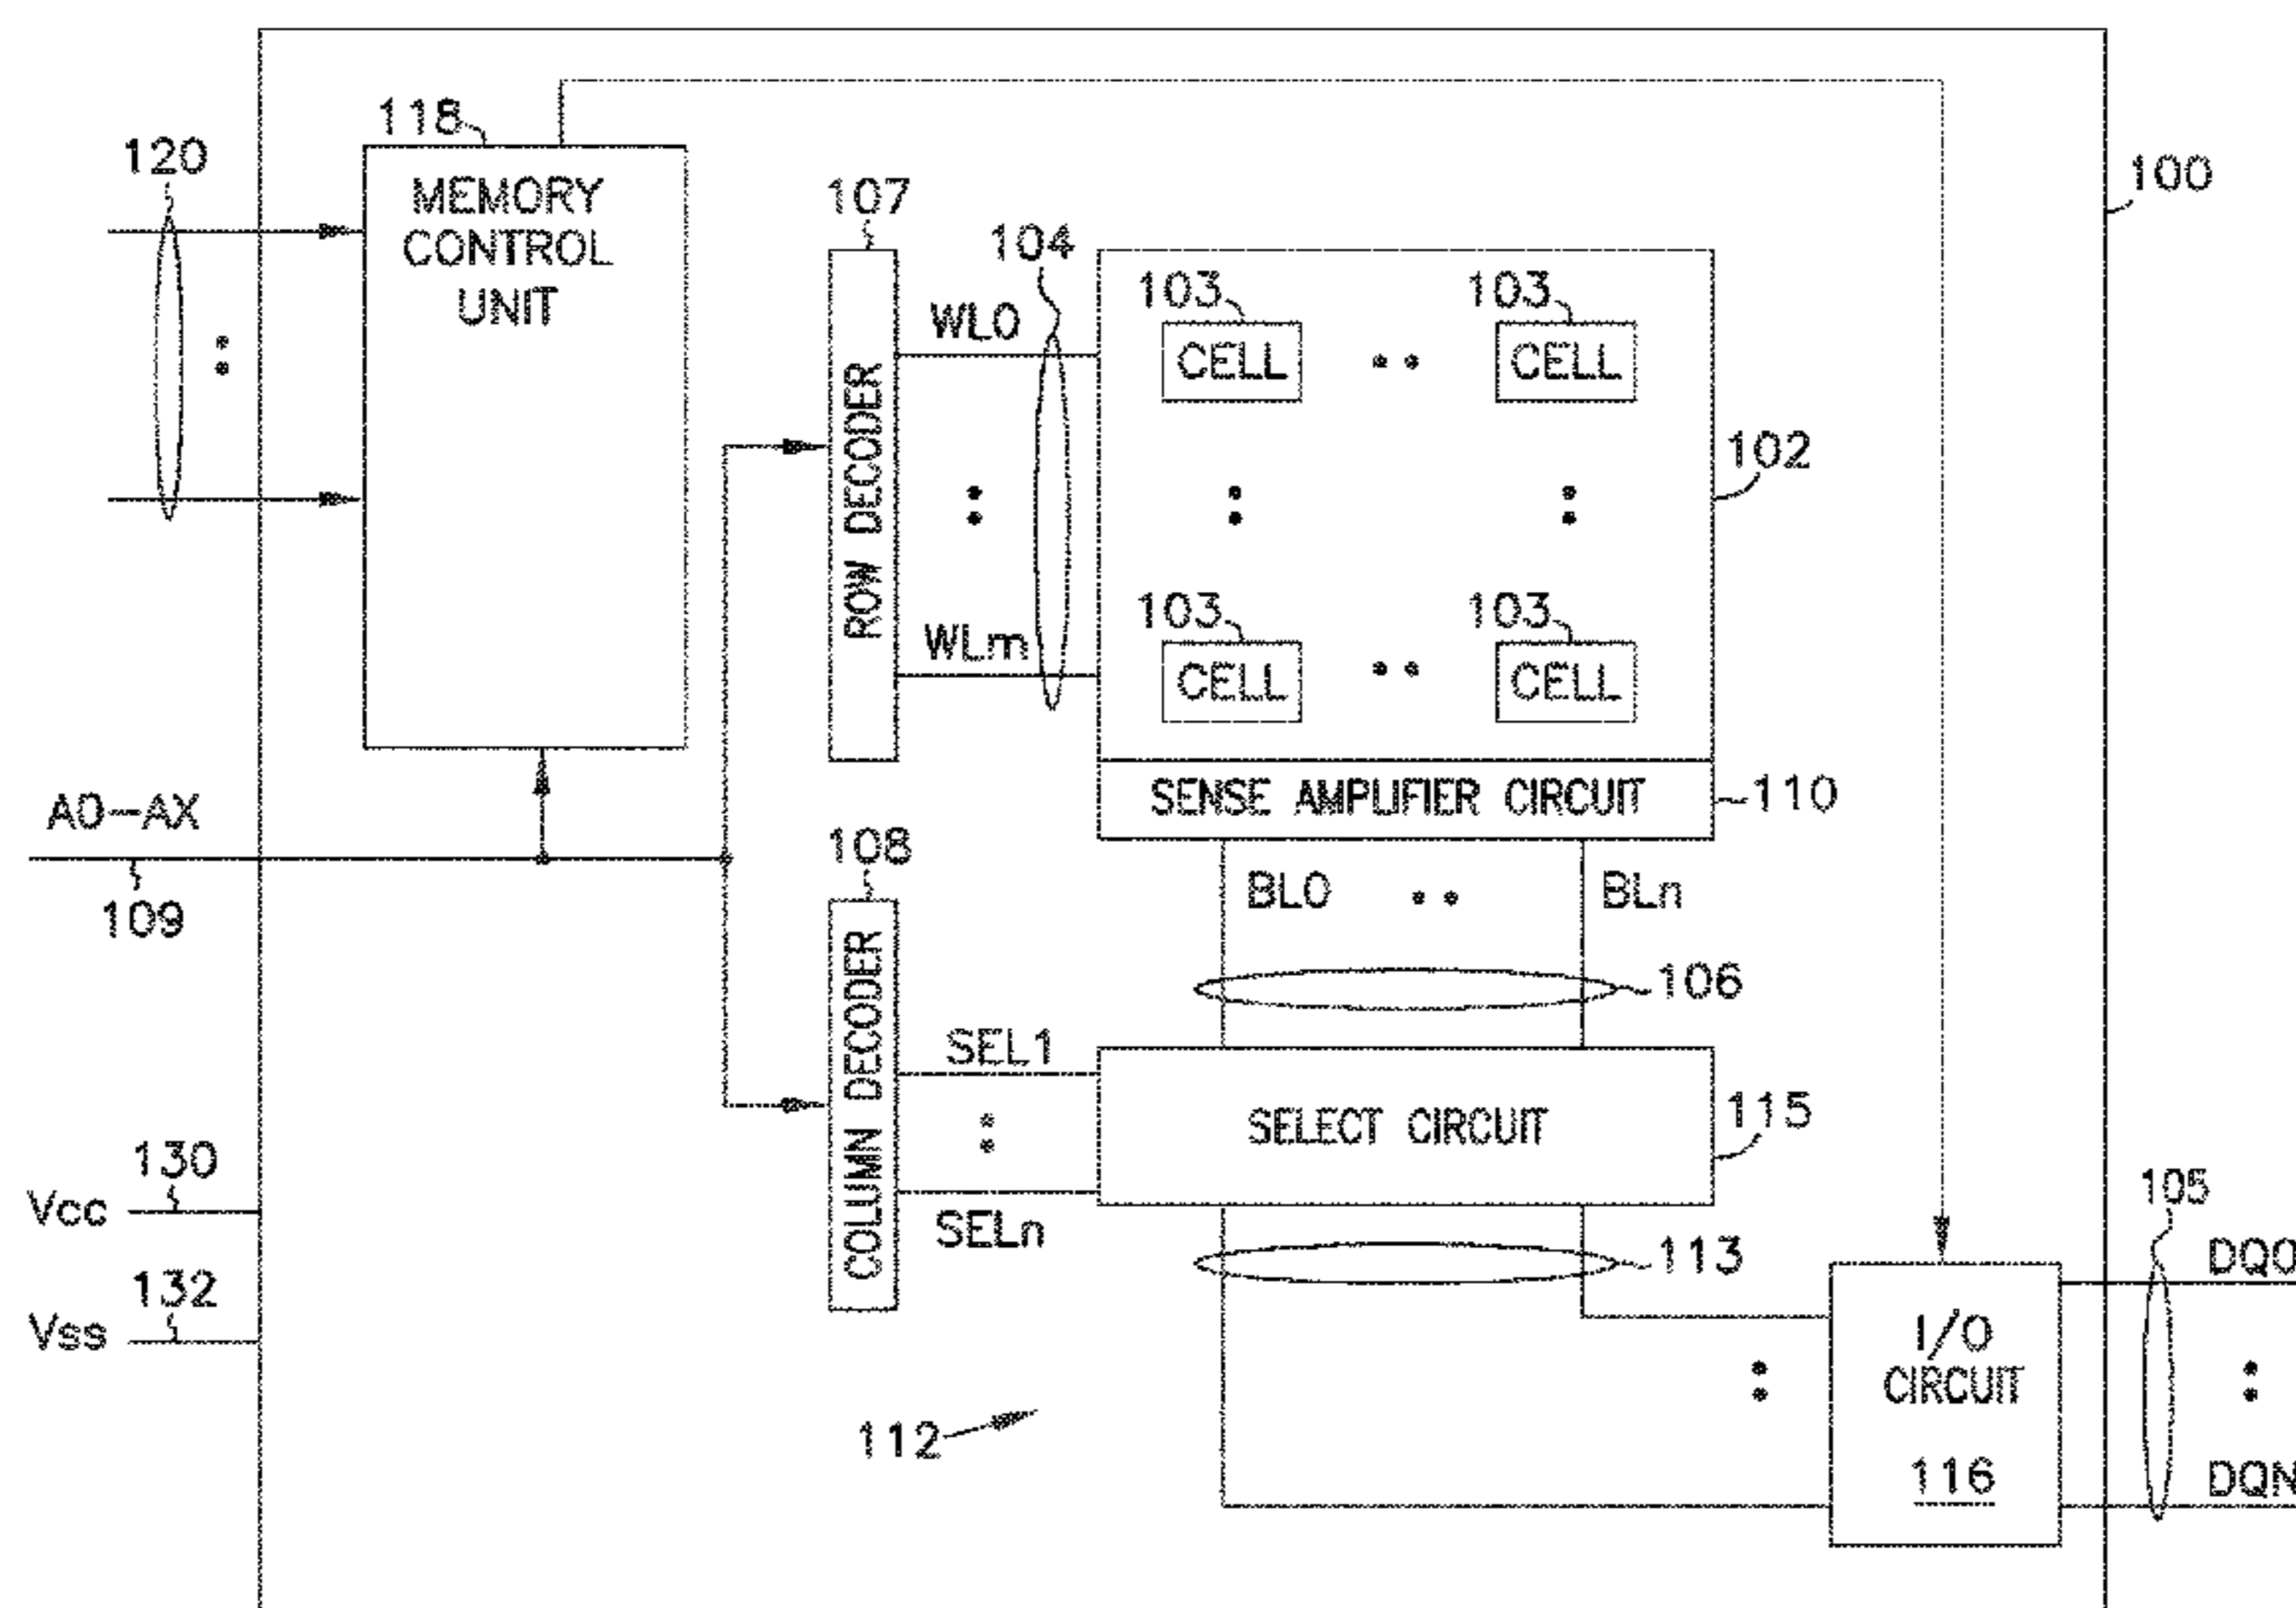 118
120
MEMORY
CONTROL
UNIT
100
107
104
103
103
WL0
CELL
CELL
ROW DECODER
102
103
103
WLm
CELL
CELL
A0-AX
SENSE AMPLIFIER CIRCUIT
110
108
109
BL0
BLn
106
COLUMN DECODER
SEL1
SELECT CIRCUIT
115
130
Vcc
SELn
105
113
DQ0
132
Vss
I/O
CIRCUIT
112
116
DQN